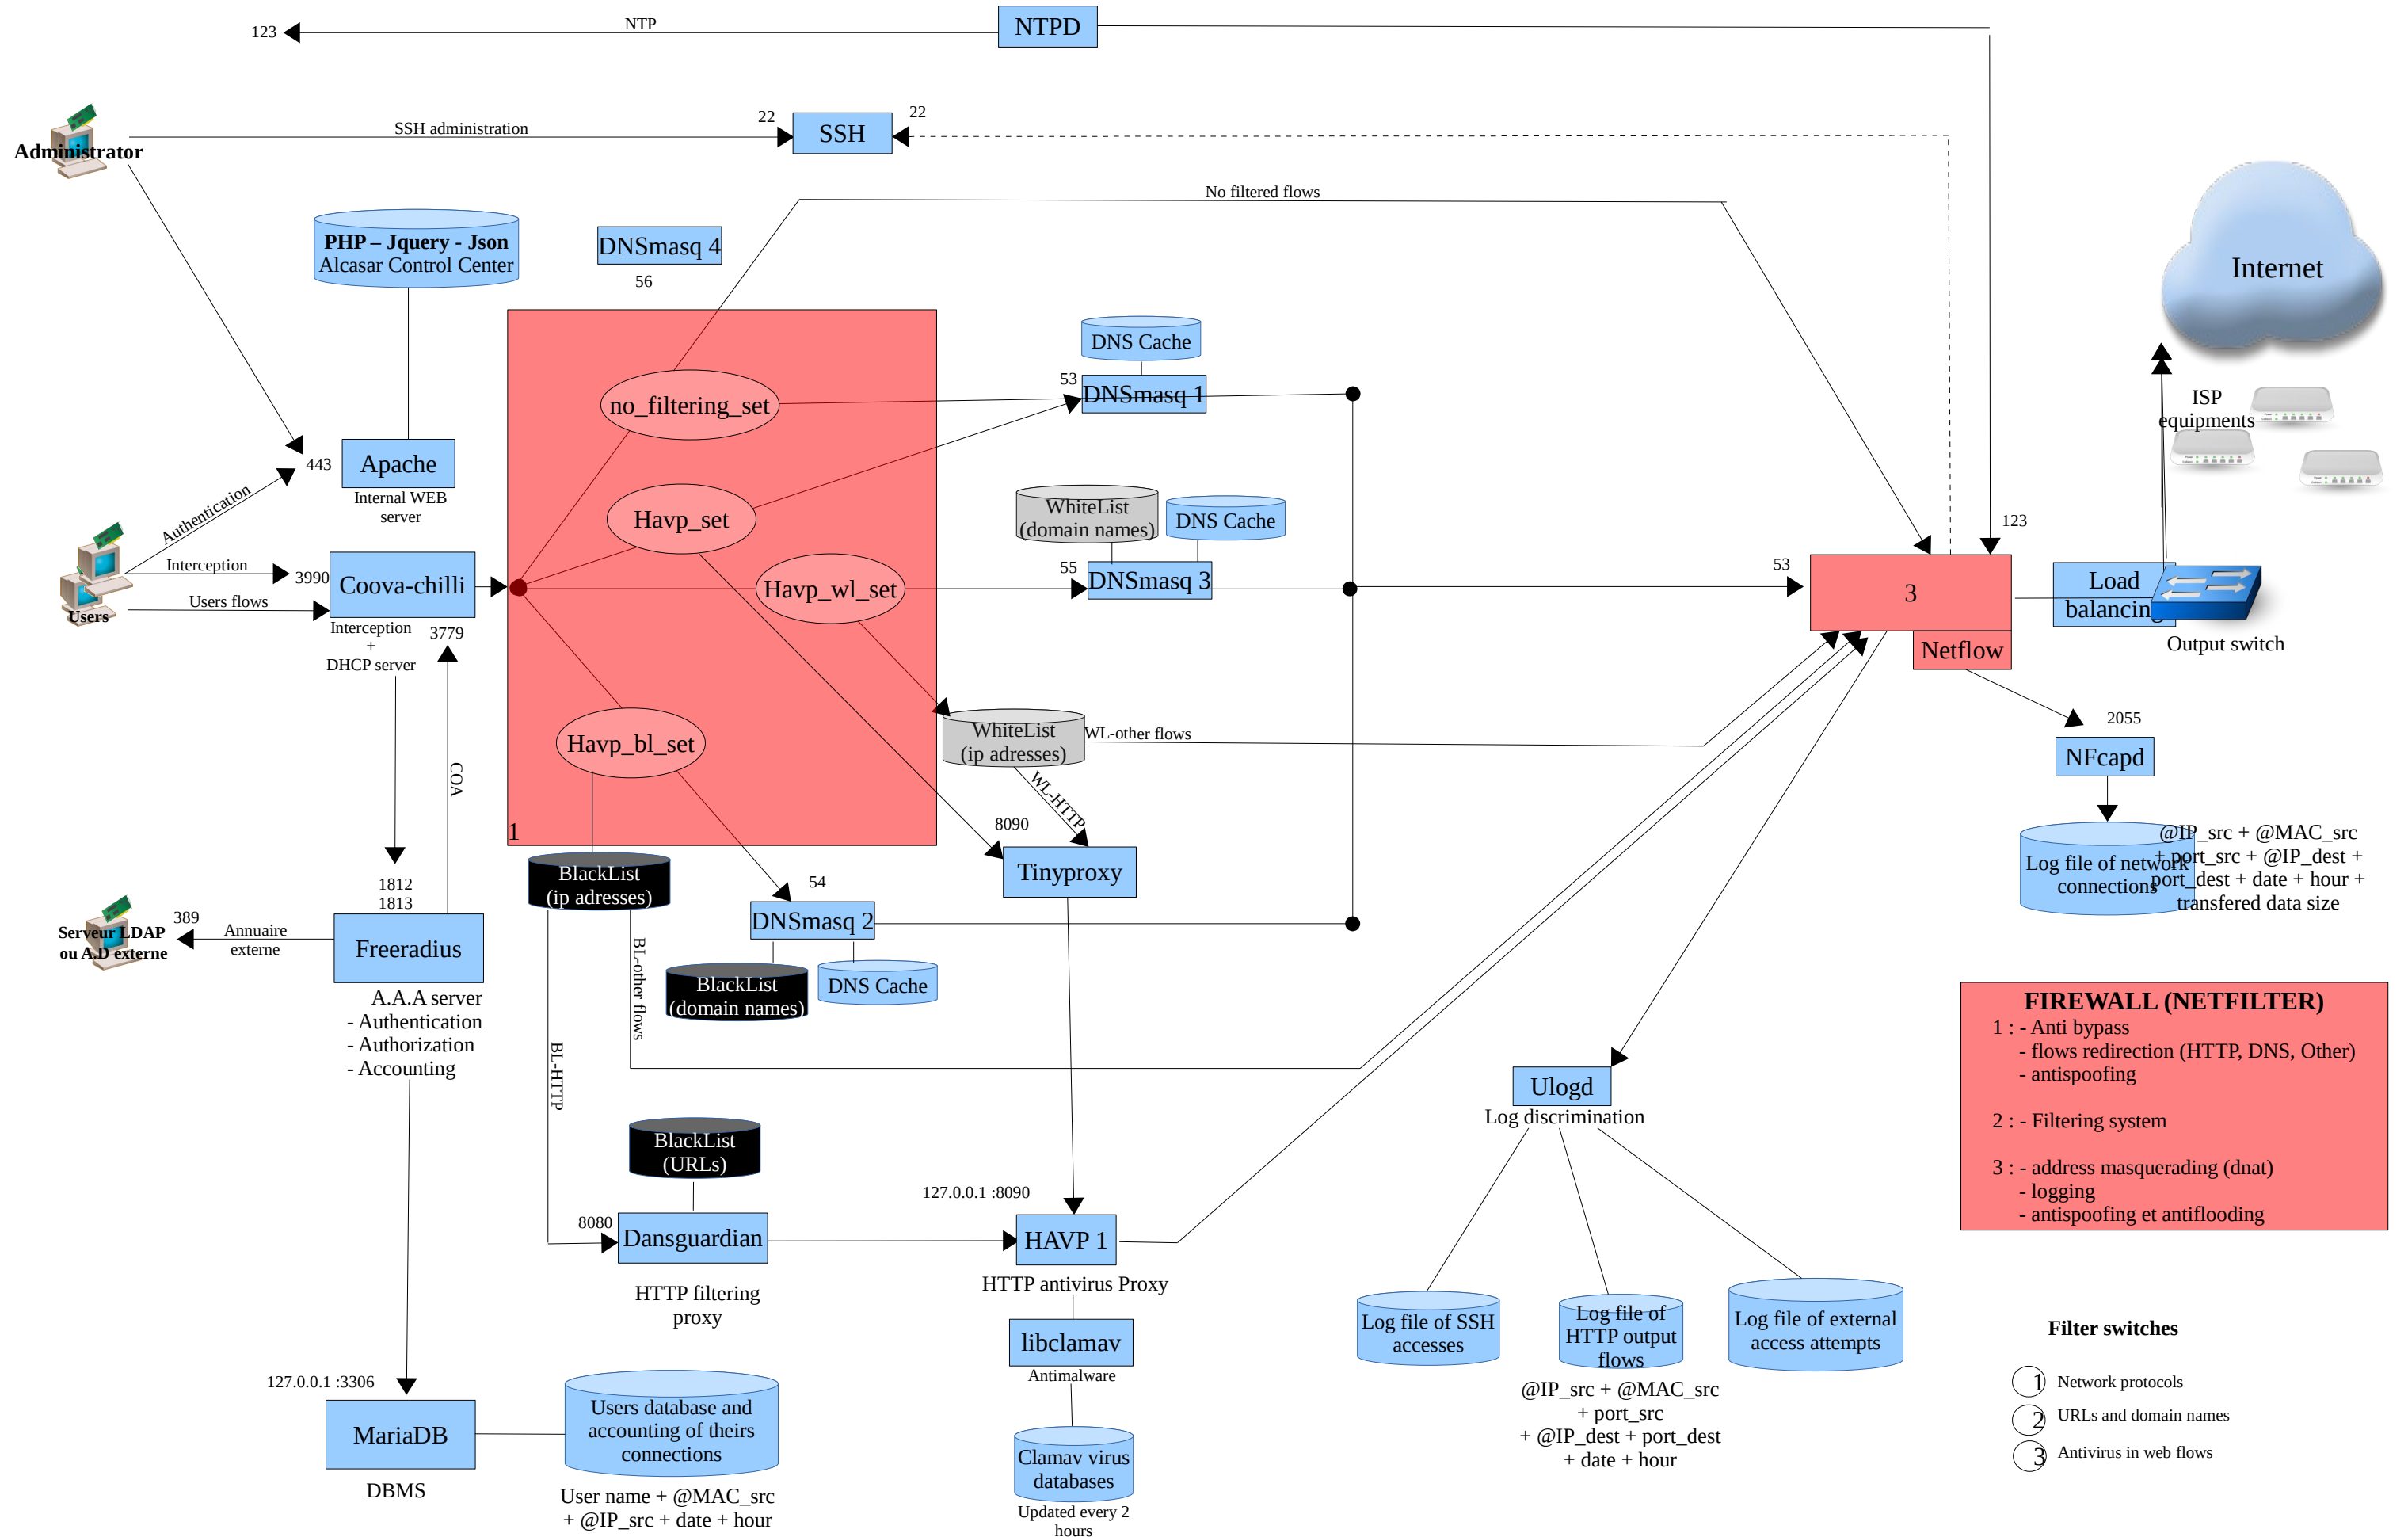 NTP
NTPD
123
Administrator
SSH administration
22
SSH
22
No filtered flows
PHP – Jquery - Json
Alcasar Control Center
DNSmasq 4
56
Internet
DNS Cache
53
DNSmasq 1
no_filtering_set
ISP
equipments
443
Apache
Internal WEB
server
Authentication
Havp_set
WhiteList
(domain names)
DNS Cache
123
Interception
3990
Coova-chilli
Users flows
Users
Interception
+
DHCP server
3779
Havp_wl_set
55
DNSmasq 3
53
3
Netflow
Load
balancing
Output switch
COA
Havp_bl_set
WhiteList
(ip adresses)
WL-other flows
WL-HTTP
2055
NFcapd
1
8090
Tinyproxy
Log file of network
connections
@IP_src + @MAC_src
+ port_src + @IP_dest +
port_dest + date + hour +
transfered data size
BlackList
(ip adresses)
54
DNSmasq 2
BlackList
(domain names)
DNS Cache
1812
1813
389
Serveur LDAP
ou A.D externe
Annuaire
externe
Freeradius
A.A.A server
- Authentication
- Authorization
- Accounting
BL-other flows
BL-HTTP
FIREWALL (NETFILTER)
1 : - Anti bypass
- flows redirection (HTTP, DNS, Other)
- antispoofing
2 : - Filtering system
3 : - address masquerading (dnat)
- logging
- antispoofing et antiflooding
Ulogd
Log discrimination
BlackList
(URLs)
8080
Dansguardian
HTTP filtering
proxy
127.0.0.1 :8090
HAVP 1
HTTP antivirus Proxy
libclamav
Antimalware
Clamav virus
databases
Updated every 2
hours
Log file of SSH
accesses
Log file of
HTTP output
flows
Log file of external
access attempts
@IP_src + @MAC_src
+ port_src
+ @IP_dest + port_dest
+ date + hour
127.0.0.1 :3306
MariaDB
DBMS
Users database and
accounting of theirs
connections
User name + @MAC_src
+ @IP_src + date + hour
Filter switches
1 Network protocols
2 URLs and domain names
3 Antivirus in web flows